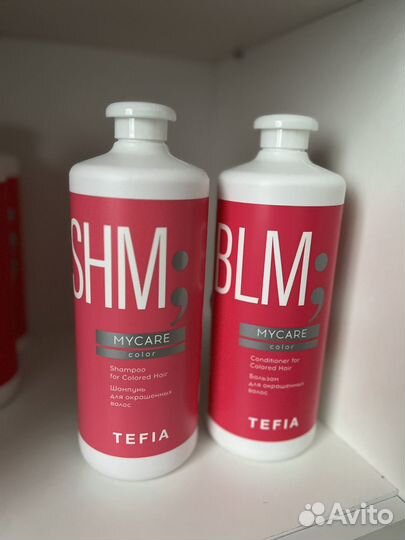 SHM;
MYCARE
color
Shampoo
for Colored Hair
Шампунь
для окрашенных
волос
TEFIA
BLM;
MYCARE
color
Conditioner for
Colored Hair
Бальзам
для окрашенных
волос
TEFIA
Avito